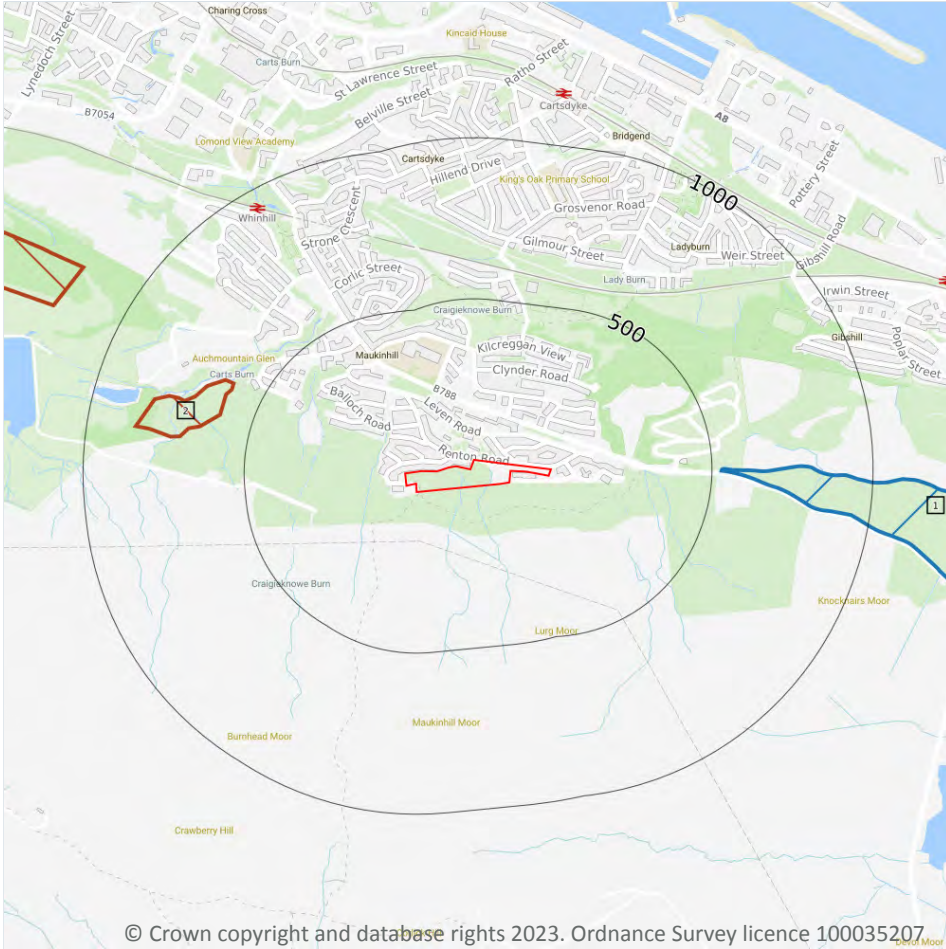 Charing Cross
Kincaid House
Lynedoch Street
Carts Burn
St Lawrence Street
Ratho Street
Cartsdyke
A8
B7054
Belville Street
Bridgend
Lomond View Academy
Cartsdyke
Pottery Street
Hillend Drive
King's Oak Primary School
1000
Whinhill
Strone Crescent
Grosvenor Road
Gilmour Street
Ladyburn
Weir Street
Gibshill Road
Corlic Street
Lady Burn
Irwin Street
Craigieknowe Burn
500
Gibshill
Poplar Street
Auchmountain Glen
Maukinhill
Kilcreggan View
Carts Burn
Clynder Road
B788
2
Balloch Road
Leven Road
Renton Road
1
Craigieknowe Burn
Knocknairs Moor
Lurg Moor
Maukinhill Moor
Burnhead Moor
Crawberry Hill
© Crown copyright and database rights 2023. Ordnance Survey licence 100035207.
Devol Moor